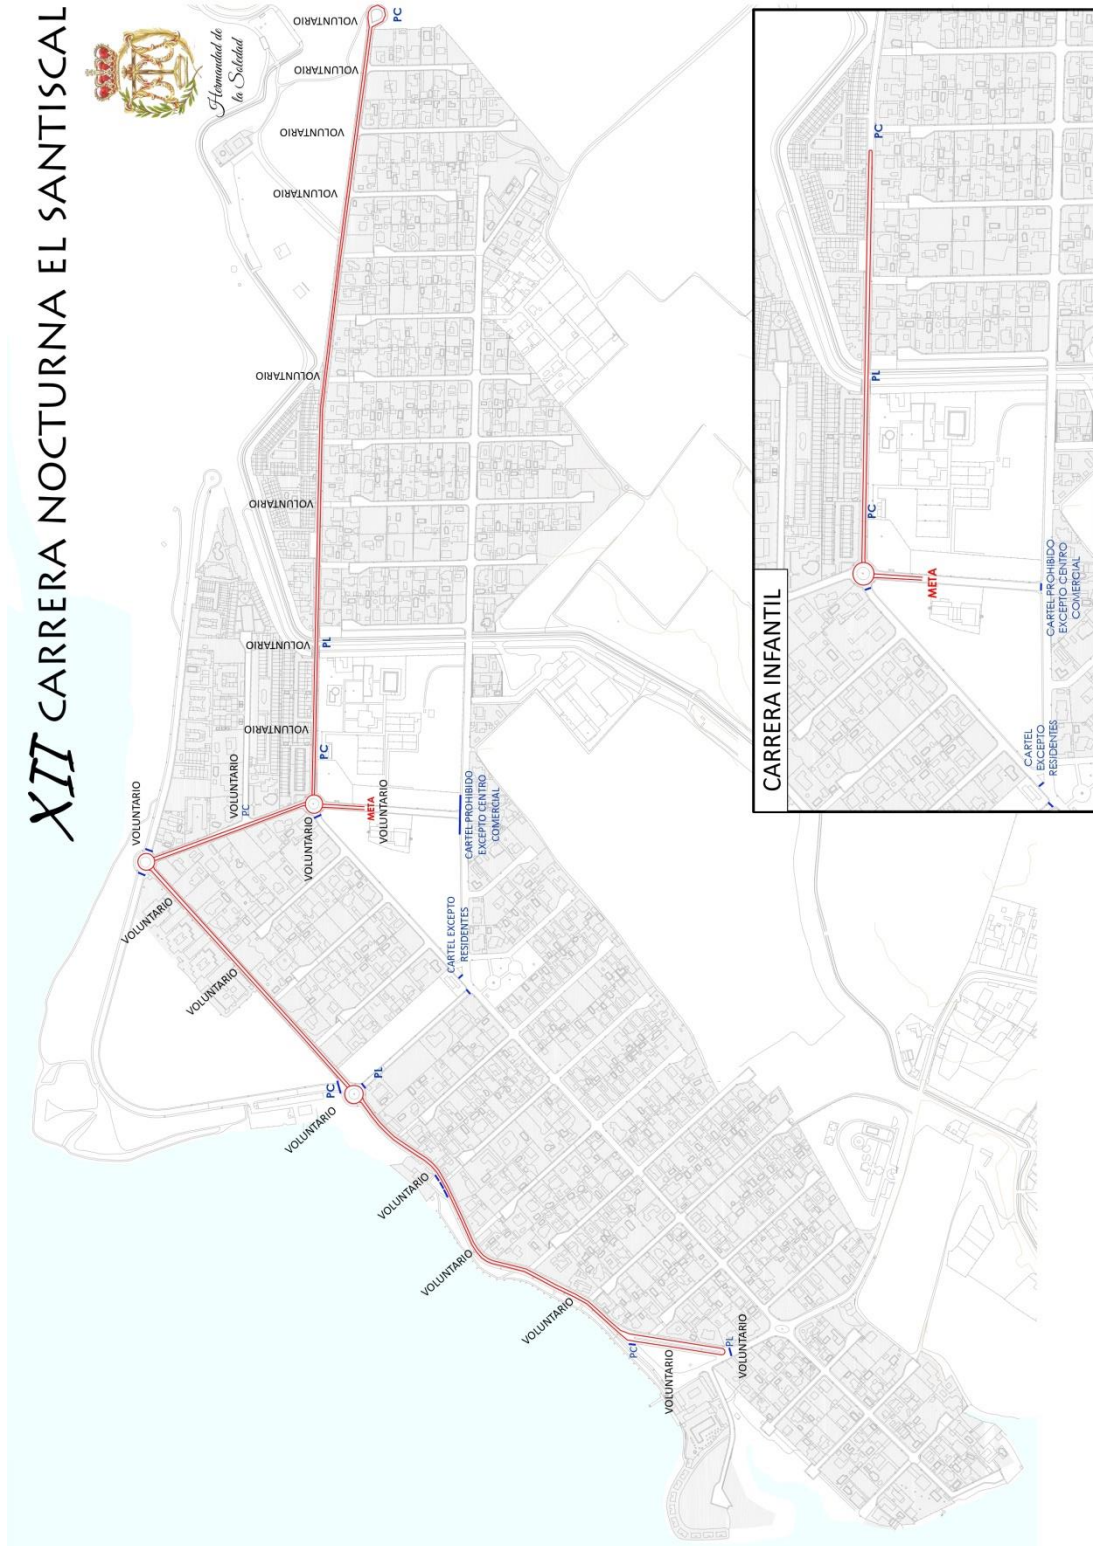 XII CARRERA NOCTURNA EL SANTISCAL
Hermandad de
la Soledad
VOLUNTARIO
PC
VOLUNTARIO
VOLUNTARIO
VOLUNTARIO
VOLUNTARIO
VOLUNTARIO
VOLUNTARIO
PL
VOLUNTARIO
PC
VOLUNTARIO
PC
VOLUNTARIO
VOLUNTARIO
META
VOLUNTARIO
CARTEL PROHIBIDO
EXCEPTO CENTRO
COMERCIAL
CARTEL EXCEPTO
RESIDENTES
VOLUNTARIO
VOLUNTARIO
PC
PL
VOLUNTARIO
VOLUNTARIO
VOLUNTARIO
VOLUNTARIO
PC
VOLUNTARIO
PL
VOLUNTARIO
CARRERA INFANTIL
PC
PL
PC
META
CARTEL PROHIBIDO
EXCEPTO CENTRO
COMERCIAL
CARTEL
EXCEPTO
RESIDENTES